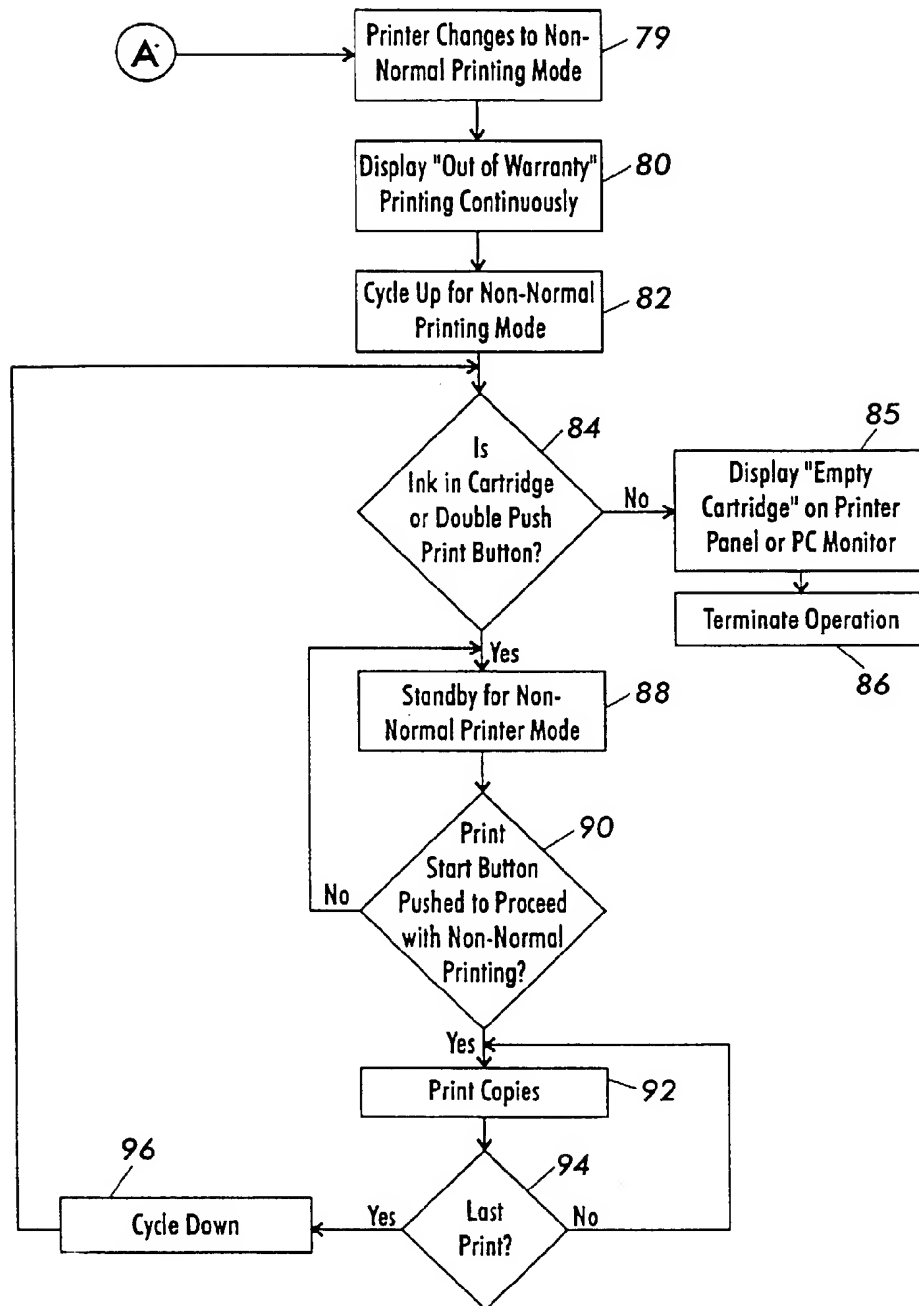 A
Printer Changes to Non-
Normal Printing Mode
79
Display "Out of Warranty"
Printing Continuously
80
Cycle Up for Non-Normal
Printing Mode
82
Is
Ink in Cartridge
or Double Push
Print Button?
84
No
85
Display "Empty
Cartridge" on Printer
Panel or PC Monitor
Terminate Operation
86
Yes
Standby for Non-
Normal Printer Mode
88
Print
Start Button
Pushed to Proceed
with Non-Normal
Printing?
90
No
Yes
Print Copies
92
Last
Print?
94
No
Yes
96
Cycle Down